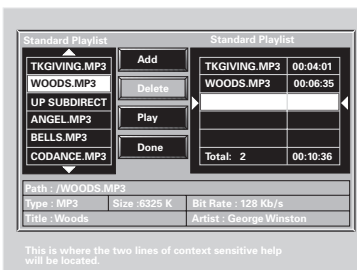 Standard Playlist
Standard Playlist
TKGIVING.MP3
WOODS.MP3
UP SUBDIRECT
ANGEL.MP3
BELLS.MP3
CODANCE.MP3
Add
Delete
Play
Done
TKGIVING.MP3 00:04:01
WOODS.MP3 00:06:35
Total: 2 00:10:36
Path : /WOODS.MP3
Type : MP3 Size :6325 K Bit Rate : 128 Kb/s
Title :Woods Artist : George Winston
This is where the two lines of context sensitive help
will be located.